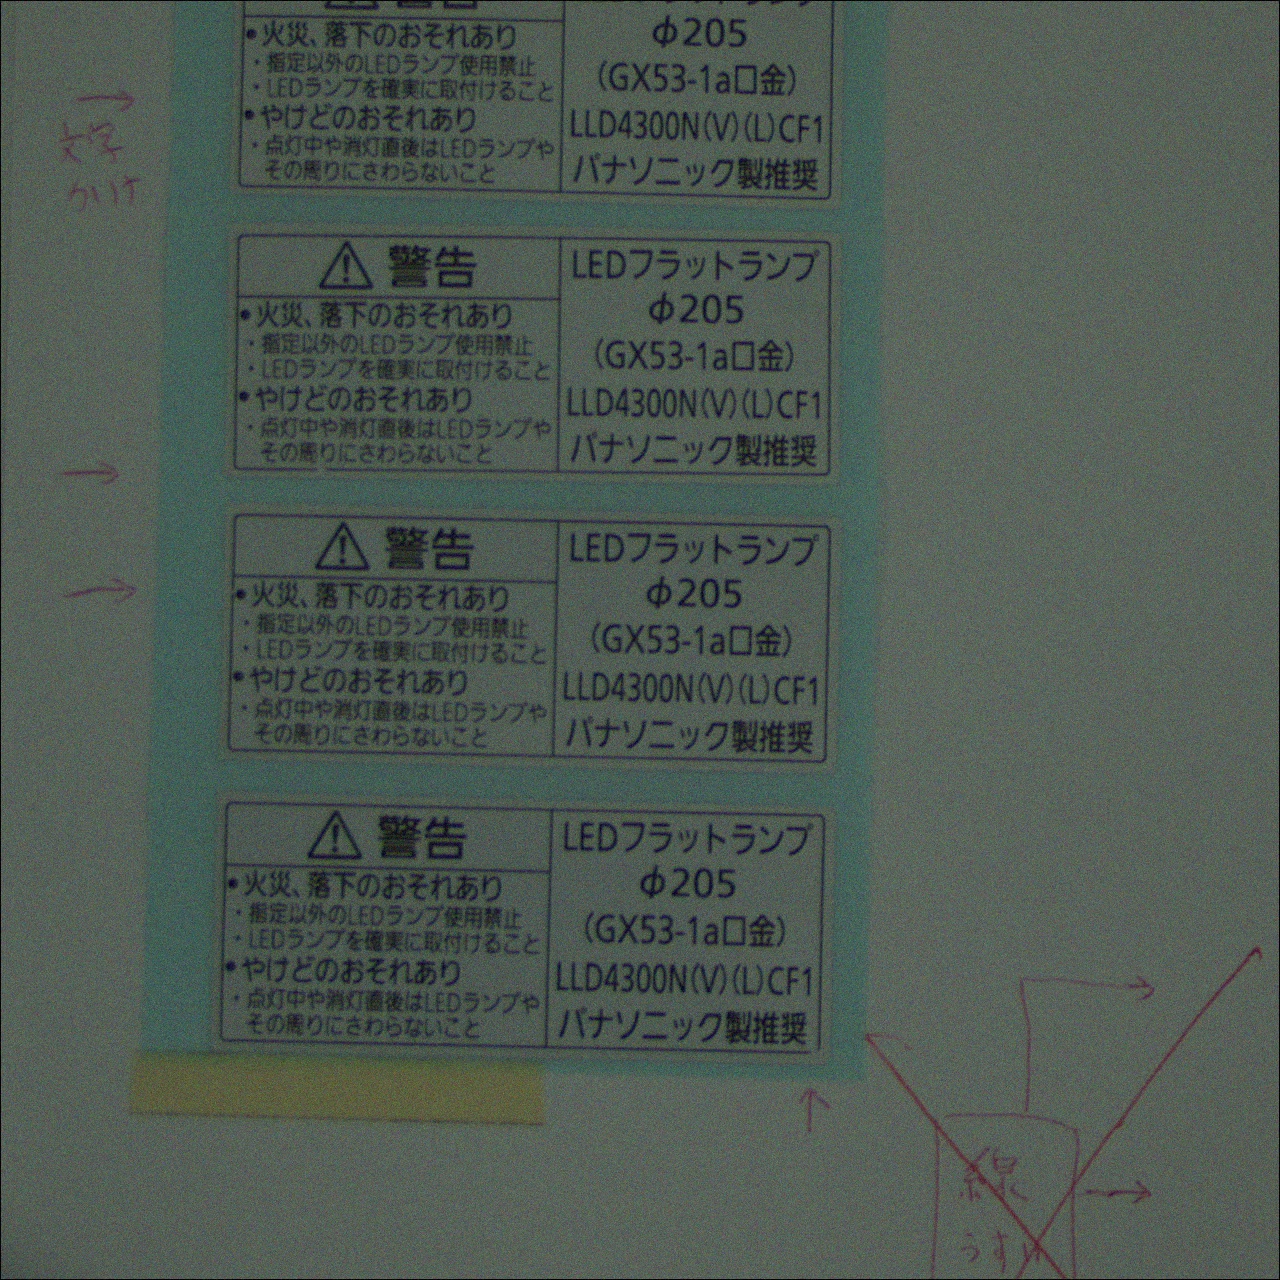 警告
・火災、落下のおそれあり
・指定以外のLEDランプ使用禁止
・LEDランプを確実に取付けること
・やけどのおそれあり
・点灯中や消灯直後はLEDランプや
その周りにさわらないこと
LEDフラットランプ
φ205
(GX53-1a口金)
LLD4300N(V)(L)CF1
パナソニック製推奨
文字
カケ
警告
・火災、落下のおそれあり
・指定以外のLEDランプ使用禁止
・LEDランプを確実に取付けること
・やけどのおそれあり
・点灯中や消灯直後はLEDランプや
その周りにさわらないこと
LEDフラットランプ
φ205
(GX53-1a口金)
LLD4300N(V)(L)CF1
パナソニック製推奨
警告
・火災、落下のおそれあり
・指定以外のLEDランプ使用禁止
・LEDランプを確実に取付けること
・やけどのおそれあり
・点灯中や消灯直後はLEDランプや
その周りにさわらないこと
LEDフラットランプ
φ205
(GX53-1a口金)
LLD4300N(V)(L)CF1
パナソニック製推奨
警告
・火災、落下のおそれあり
・指定以外のLEDランプ使用禁止
・LEDランプを確実に取付けること
・やけどのおそれあり
・点灯中や消灯直後はLEDランプや
その周りにさわらないこと
LEDフラットランプ
φ205
(GX53-1a口金)
LLD4300N(V)(L)CF1
パナソニック製推奨
線
うすい